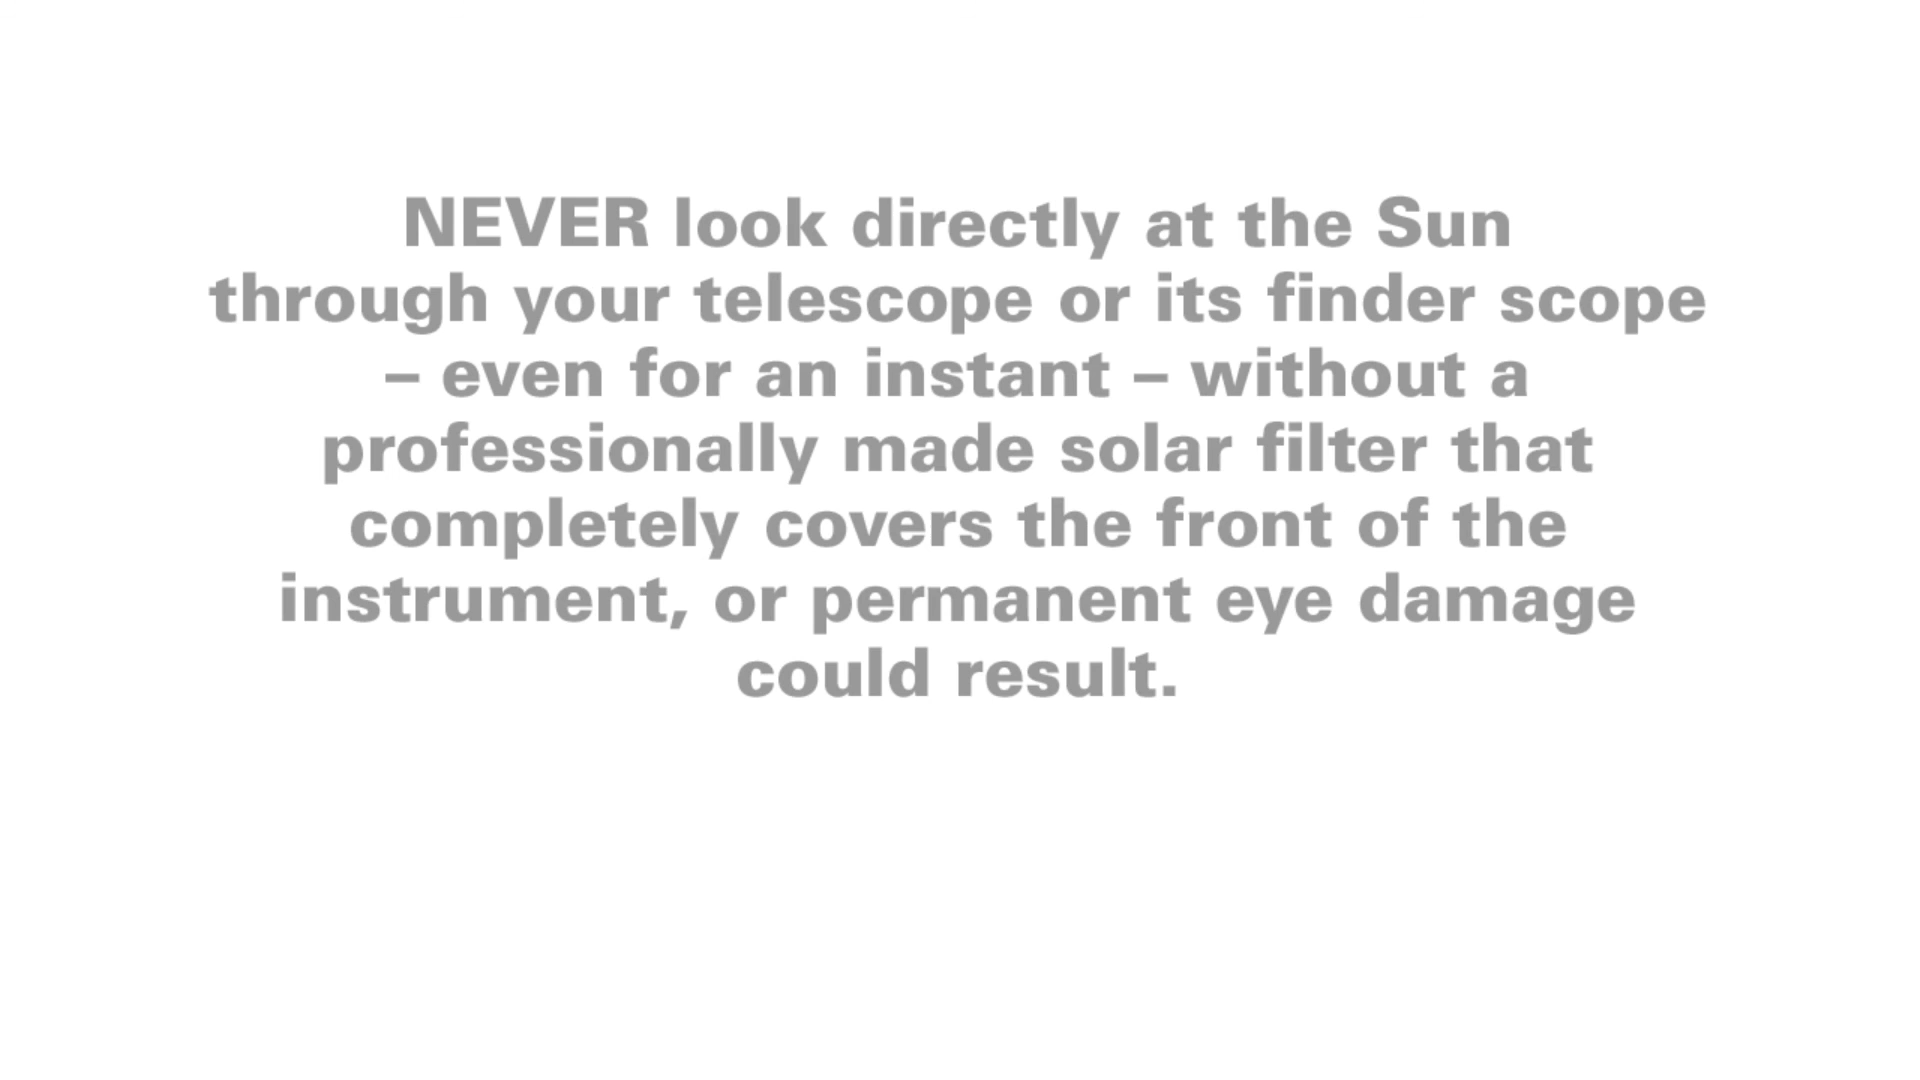 NEVER look directly at the Sun
through your telescope or its finder scope
– even for an instant – without a
professionally made solar filter that
completely covers the front of the
instrument, or permanent eye damage
could result.